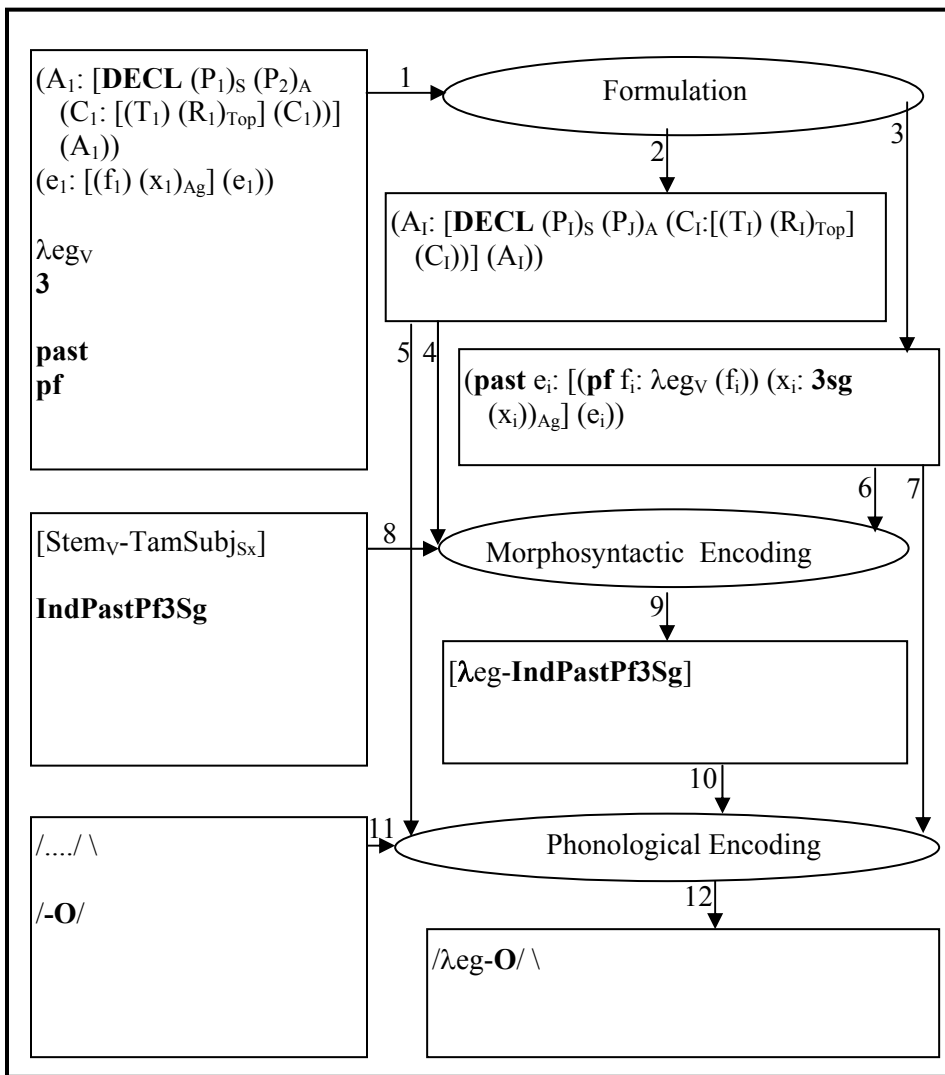 (A₁: [DECL (P₁)S (P₂)A
(C₁: [(T₁) (R₁)Top] (C₁))]
(A₁))
(e₁: [(f₁) (x₁)Ag] (e₁))
λegV
3
past
pf
1
Formulation
2
3
(AI: [DECL (PI)S (PJ)A (CI:[(TI) (RI)Top]
(CI))] (AI))
5
4
(past ei: [(pf fi: λegV (fi)) (xi: 3sg
(xi))Ag] (ei))
6
7
[StemV-TamSubjSx]
IndPastPf3Sg
8
Morphosyntactic Encoding
9
[λeg-IndPastPf3Sg]
10
/..../ \
/-O/
11
Phonological Encoding
12
/λeg-O/ \